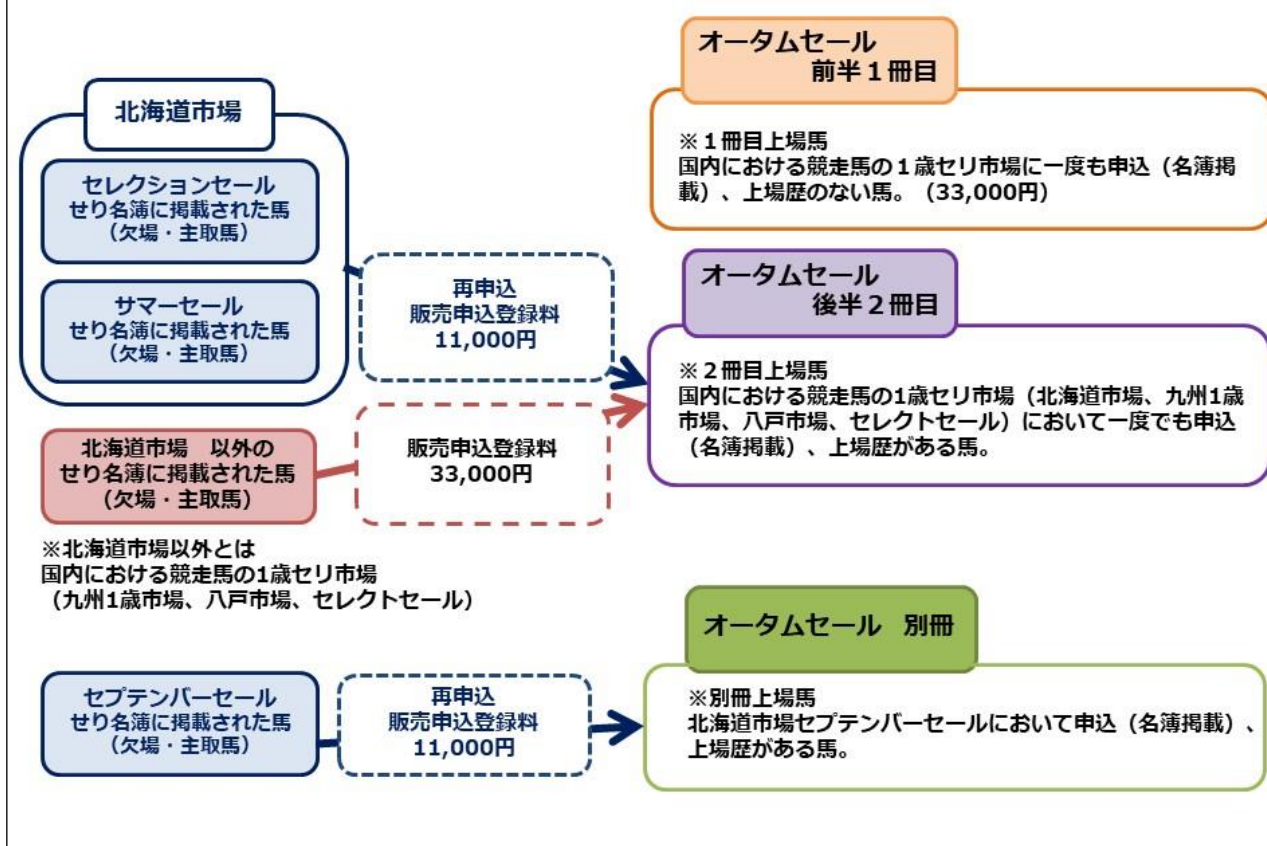 北海道市場
セレクションセール
せり名簿に掲載された馬
（欠場・主取馬）
サマーセール
せり名簿に掲載された馬
（欠場・主取馬）
再申込
販売申込登録料
11,000円
北海道市場　以外の
せり名簿に掲載された馬
（欠場・主取馬）
販売申込登録料
33,000円
※北海道市場以外とは
国内における競走馬の1歳セリ市場
（九州1歳市場、八戸市場、セレクトセール）
オータムセール
前半１冊目
※１冊目上場馬
国内における競走馬の１歳セリ市場に一度も申込（名簿掲
載）、上場歴のない馬。（33,000円）
オータムセール
後半２冊目
※２冊目上場馬
国内における競走馬の1歳セリ市場（北海道市場、九州1歳
市場、八戸市場、セレクトセール）において一度でも申込
（名簿掲載）、上場歴がある馬。
セプテンバーセール
せり名簿に掲載された馬
（欠場・主取馬）
再申込
販売申込登録料
11,000円
オータムセール　別冊
※別冊上場馬
北海道市場セプテンバーセールにおいて申込（名簿掲載）、
上場歴がある馬。